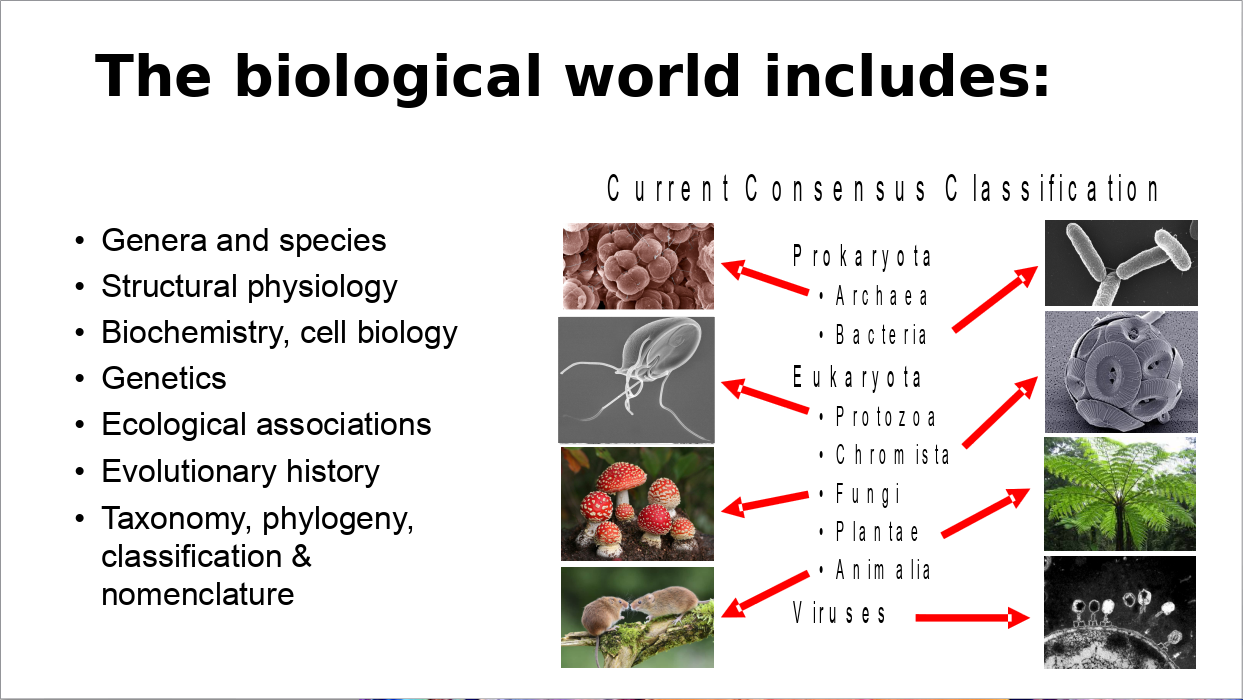 The biological world includes:
Current Consensus Classification
• Genera and species
• Structural physiology
• Biochemistry, cell biology
• Genetics
• Ecological associations
• Evolutionary history
• Taxonomy, phylogeny,
classification &
nomenclature
Prokaryota
• Archaea
• Bacteria
Eukaryota
• Protozoa
• Chromista
• Fungi
• Plantae
• Animalia
Viruses